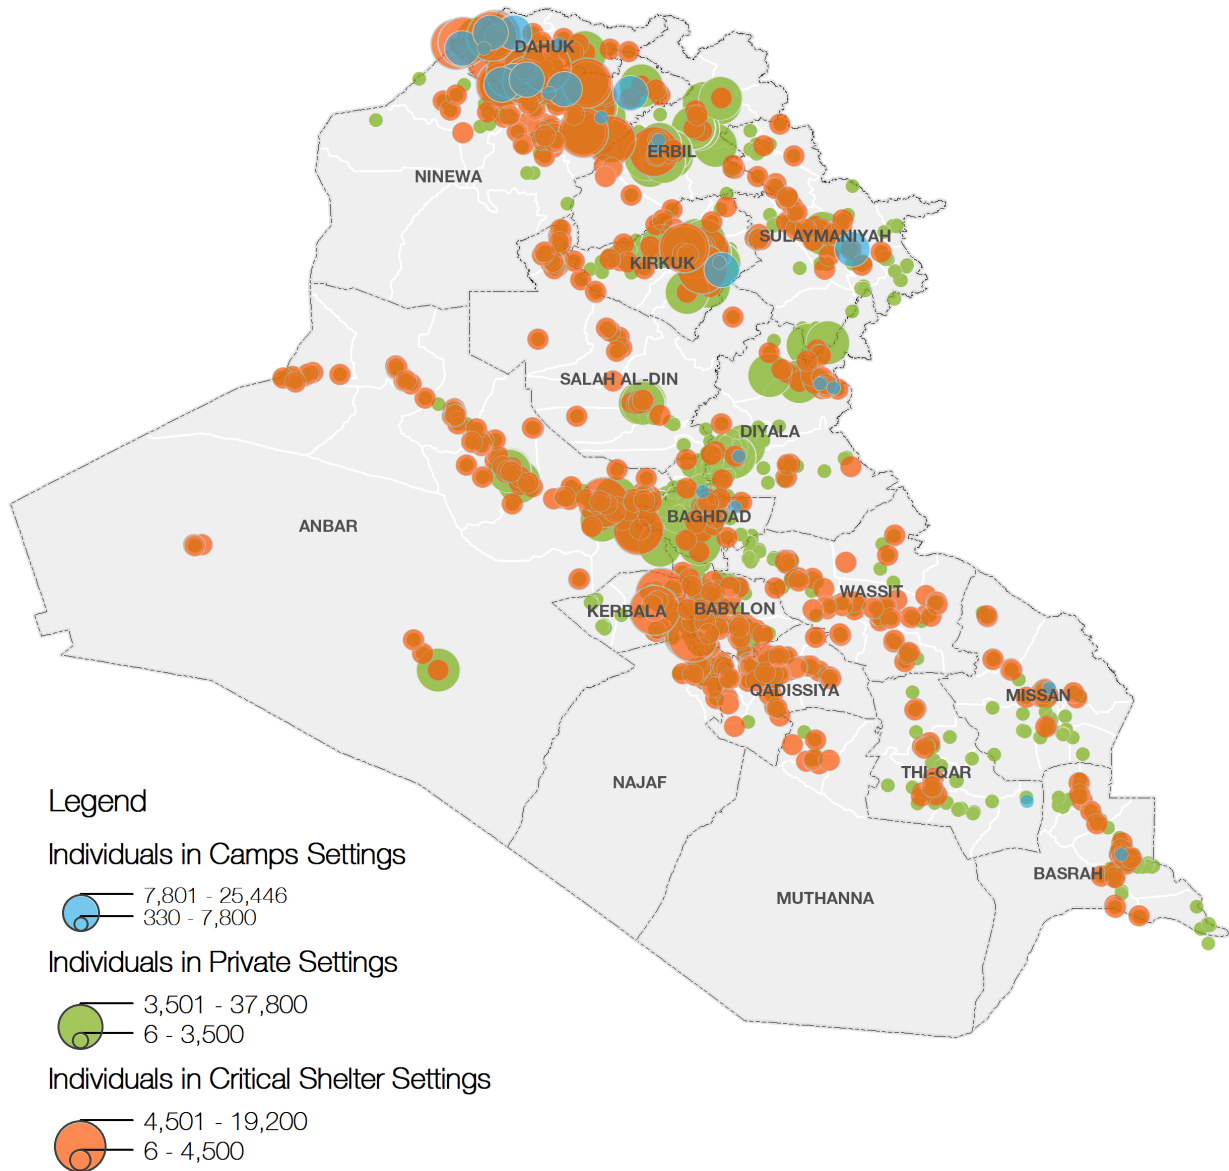 DAHUK
ERBIL
NINEWA
SULAYMANIYAH
KIRKUK
SALAH AL-DIN
DIYALA
BAGHDAD
ANBAR
WASSIT
KERBALA
BABYLON
QADISSIYA
MISSAN
THI-QAR
NAJAF
BASRAH
MUTHANNA
Legend
Individuals in Camps Settings
7,801 - 25,446
330 - 7,800
Individuals in Private Settings
3,501 - 37,800
6 - 3,500
Individuals in Critical Shelter Settings
4,501 - 19,200
6 - 4,500